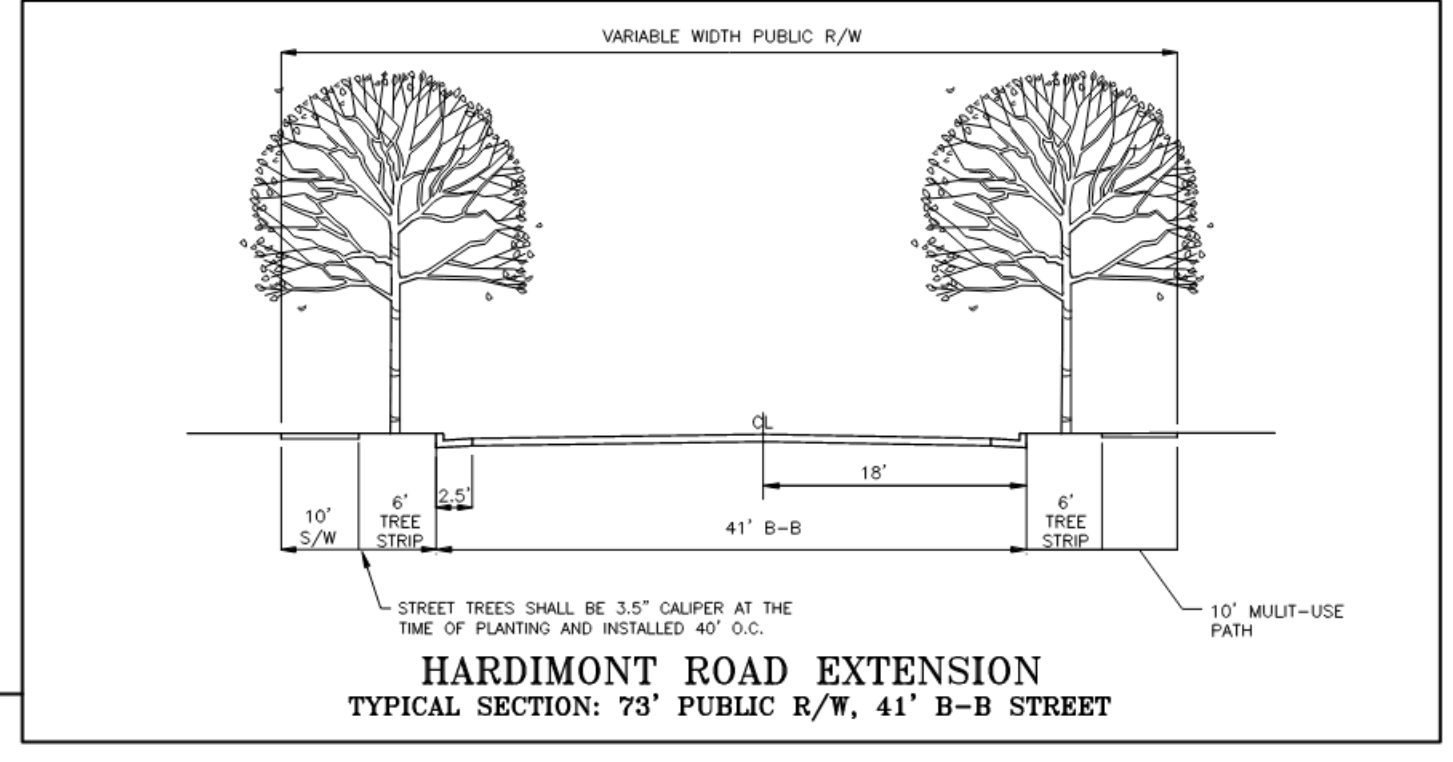 VARIABLE WIDTH PUBLIC R/W
CL
18'
2.5'
6'
TREE
STRIP
10'
S/W
41' B-B
6'
TREE
STRIP
STREET TREES SHALL BE 3.5" CALIPER AT THE
TIME OF PLANTING AND INSTALLED 40' O.C.
10' MULIT-USE
PATH
HARDIMONT ROAD EXTENSION
TYPICAL SECTION: 73' PUBLIC R/W, 41' B-B STREET